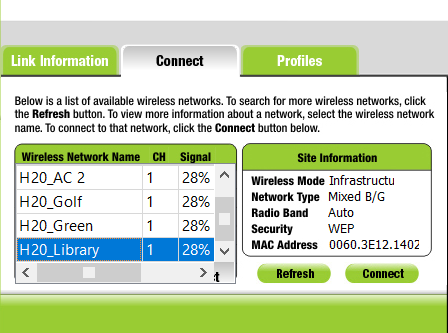 Link Information Connect Profiles
Below is a list of available wireless networks. To search for more wireless networks, click
the Refresh button. To view more information about a network, select the wireless network
name. To connect to that network, click the Connect button below.
Wireless Network Name CH Signal
H20_AC 2 1 28%
H20_Golf 1 28%
H20_Green 1 28%
H20_Library 1 28%
Site Information
Wireless Mode Infrastructu
Network Type Mixed B/G
Radio Band Auto
Security WEP
MAC Address 0060.3E12.1402
Refresh Connect